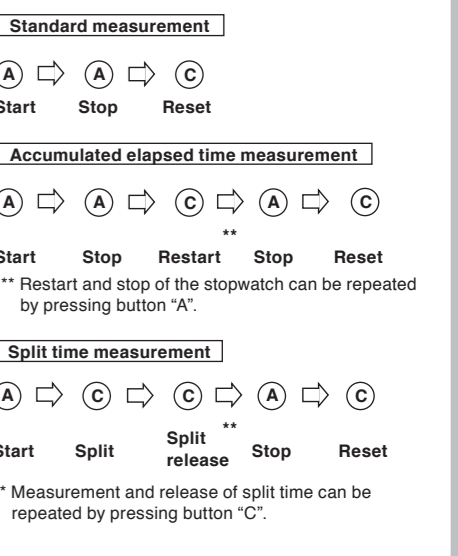 Standard measurement
A A C
Start Stop Reset
Accumulated elapsed time measurement
A A C A C
**
Start Stop Restart Stop Reset
** Restart and stop of the stopwatch can be repeated
by pressing button “A”.
Split time measurement
A C C A C
Start Split Split release ** Stop Reset
* Measurement and release of split time can be
repeated by pressing button “C”.